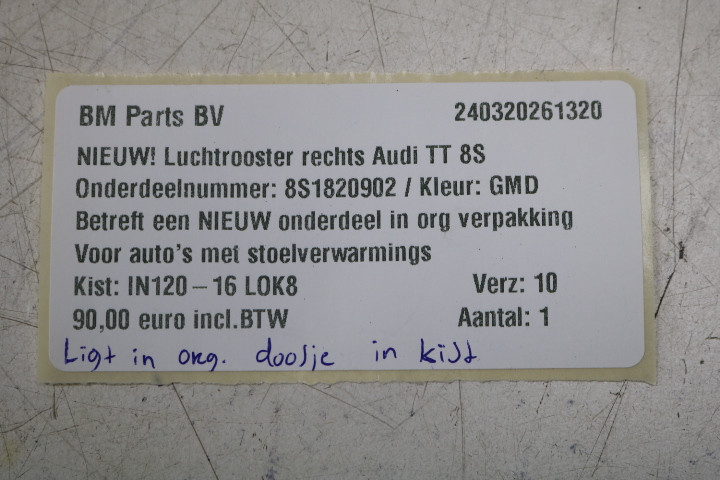 BM Parts BV 240320261320
NIEUW! Luchtrooster rechts Audi TT 8S
Onderdeelnummer: 8S1820902 / Kleur: GMD
Betreft een NIEUW onderdeel in org verpakking
Voor auto's met stoelverwarmings
Kist: IN120 – 16 LOK8 Verz: 10
90,00 euro incl.BTW Aantal: 1
Ligt in org. doosje in kist